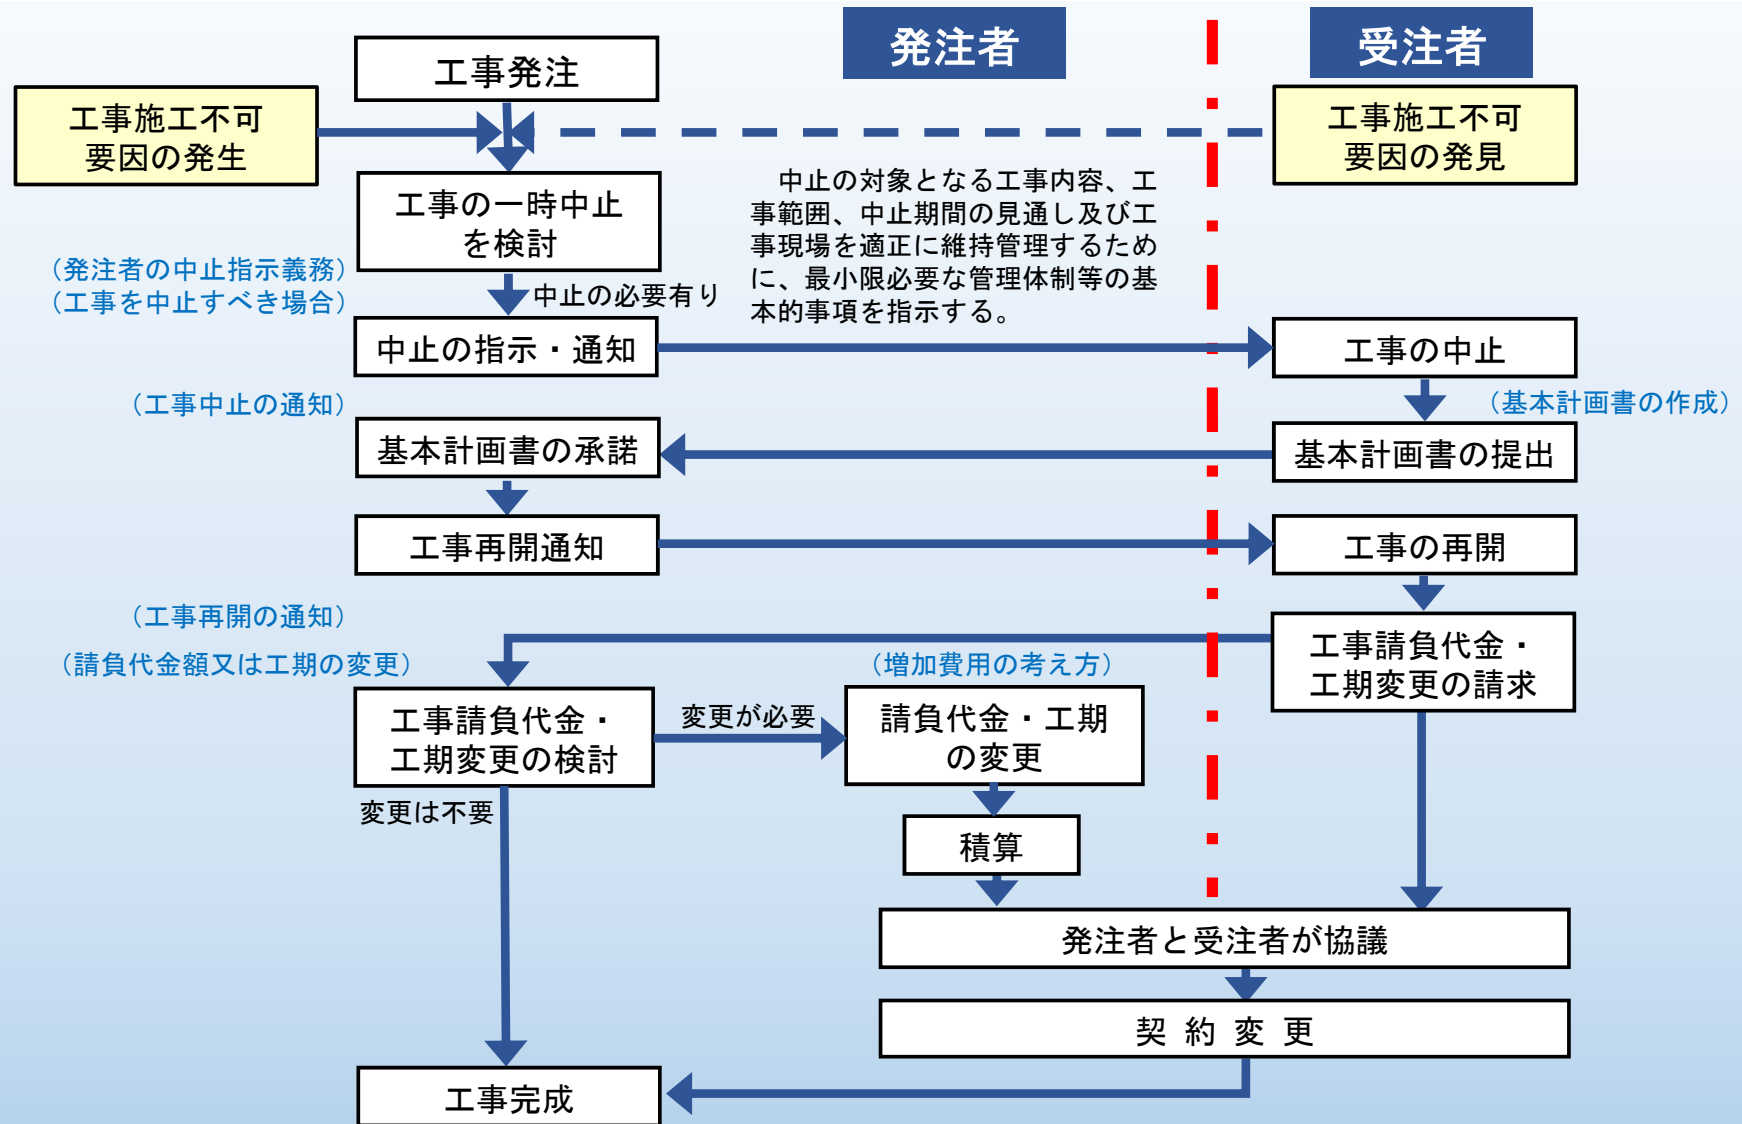 発注者
受注者
工事発注
工事施工不可
要因の発生
工事施工不可
要因の発見
工事の一時中止
を検討
中止の対象となる工事内容、工
事範囲、中止期間の見通し及び工
事現場を適正に維持管理するため
に、最小限必要な管理体制等の基
本的事項を指示する。
（発注者の中止指示義務）
（工事を中止すべき場合）
中止の必要有り
中止の指示・通知
工事の中止
（工事中止の通知）
（基本計画書の作成）
基本計画書の承諾
基本計画書の提出
工事再開通知
工事の再開
（工事再開の通知）
（請負代金額又は工期の変更）
（増加費用の考え方）
工事請負代金・
工期変更の請求
工事請負代金・
工期変更の検討
変更が必要
請負代金・工期
の変更
変更は不要
積算
発注者と受注者が協議
契約変更
工事完成